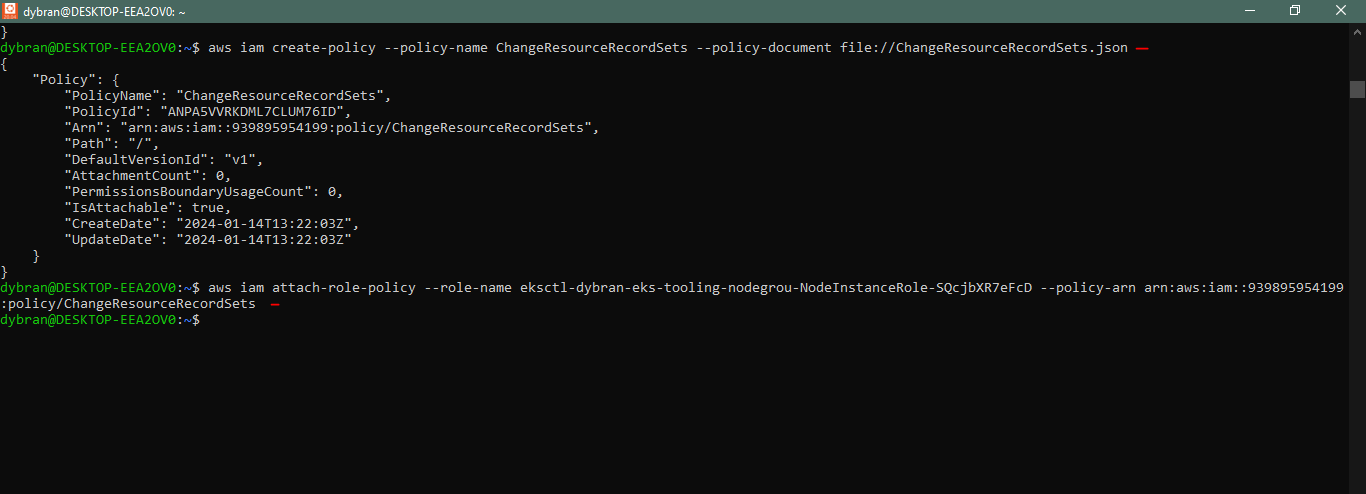 dybran@DESKTOP-EEA2OV0: ~
}
dybran@DESKTOP-EEA2OV0:~$ aws iam create-policy --policy-name ChangeResourceRecordSets --policy-document file://ChangeResourceRecordSets.json
{
    "Policy": {
        "PolicyName": "ChangeResourceRecordSets",
        "PolicyId": "ANPA5VVRKDML7CLUM76ID",
        "Arn": "arn:aws:iam::939895954199:policy/ChangeResourceRecordSets",
        "Path": "/",
        "DefaultVersionId": "v1",
        "AttachmentCount": 0,
        "PermissionsBoundaryUsageCount": 0,
        "IsAttachable": true,
        "CreateDate": "2024-01-14T13:22:03Z",
        "UpdateDate": "2024-01-14T13:22:03Z"
    }
}
dybran@DESKTOP-EEA2OV0:~$ aws iam attach-role-policy --role-name eksctl-dybran-eks-tooling-nodegrou-NodeInstanceRole-SQcjbXR7eFcD --policy-arn arn:aws:iam::939895954199
:policy/ChangeResourceRecordSets
dybran@DESKTOP-EEA2OV0:~$